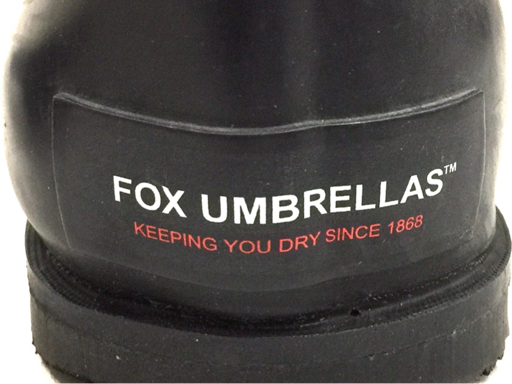 FOX UMBRELLAS™
KEEPING YOU DRY SINCE 1868